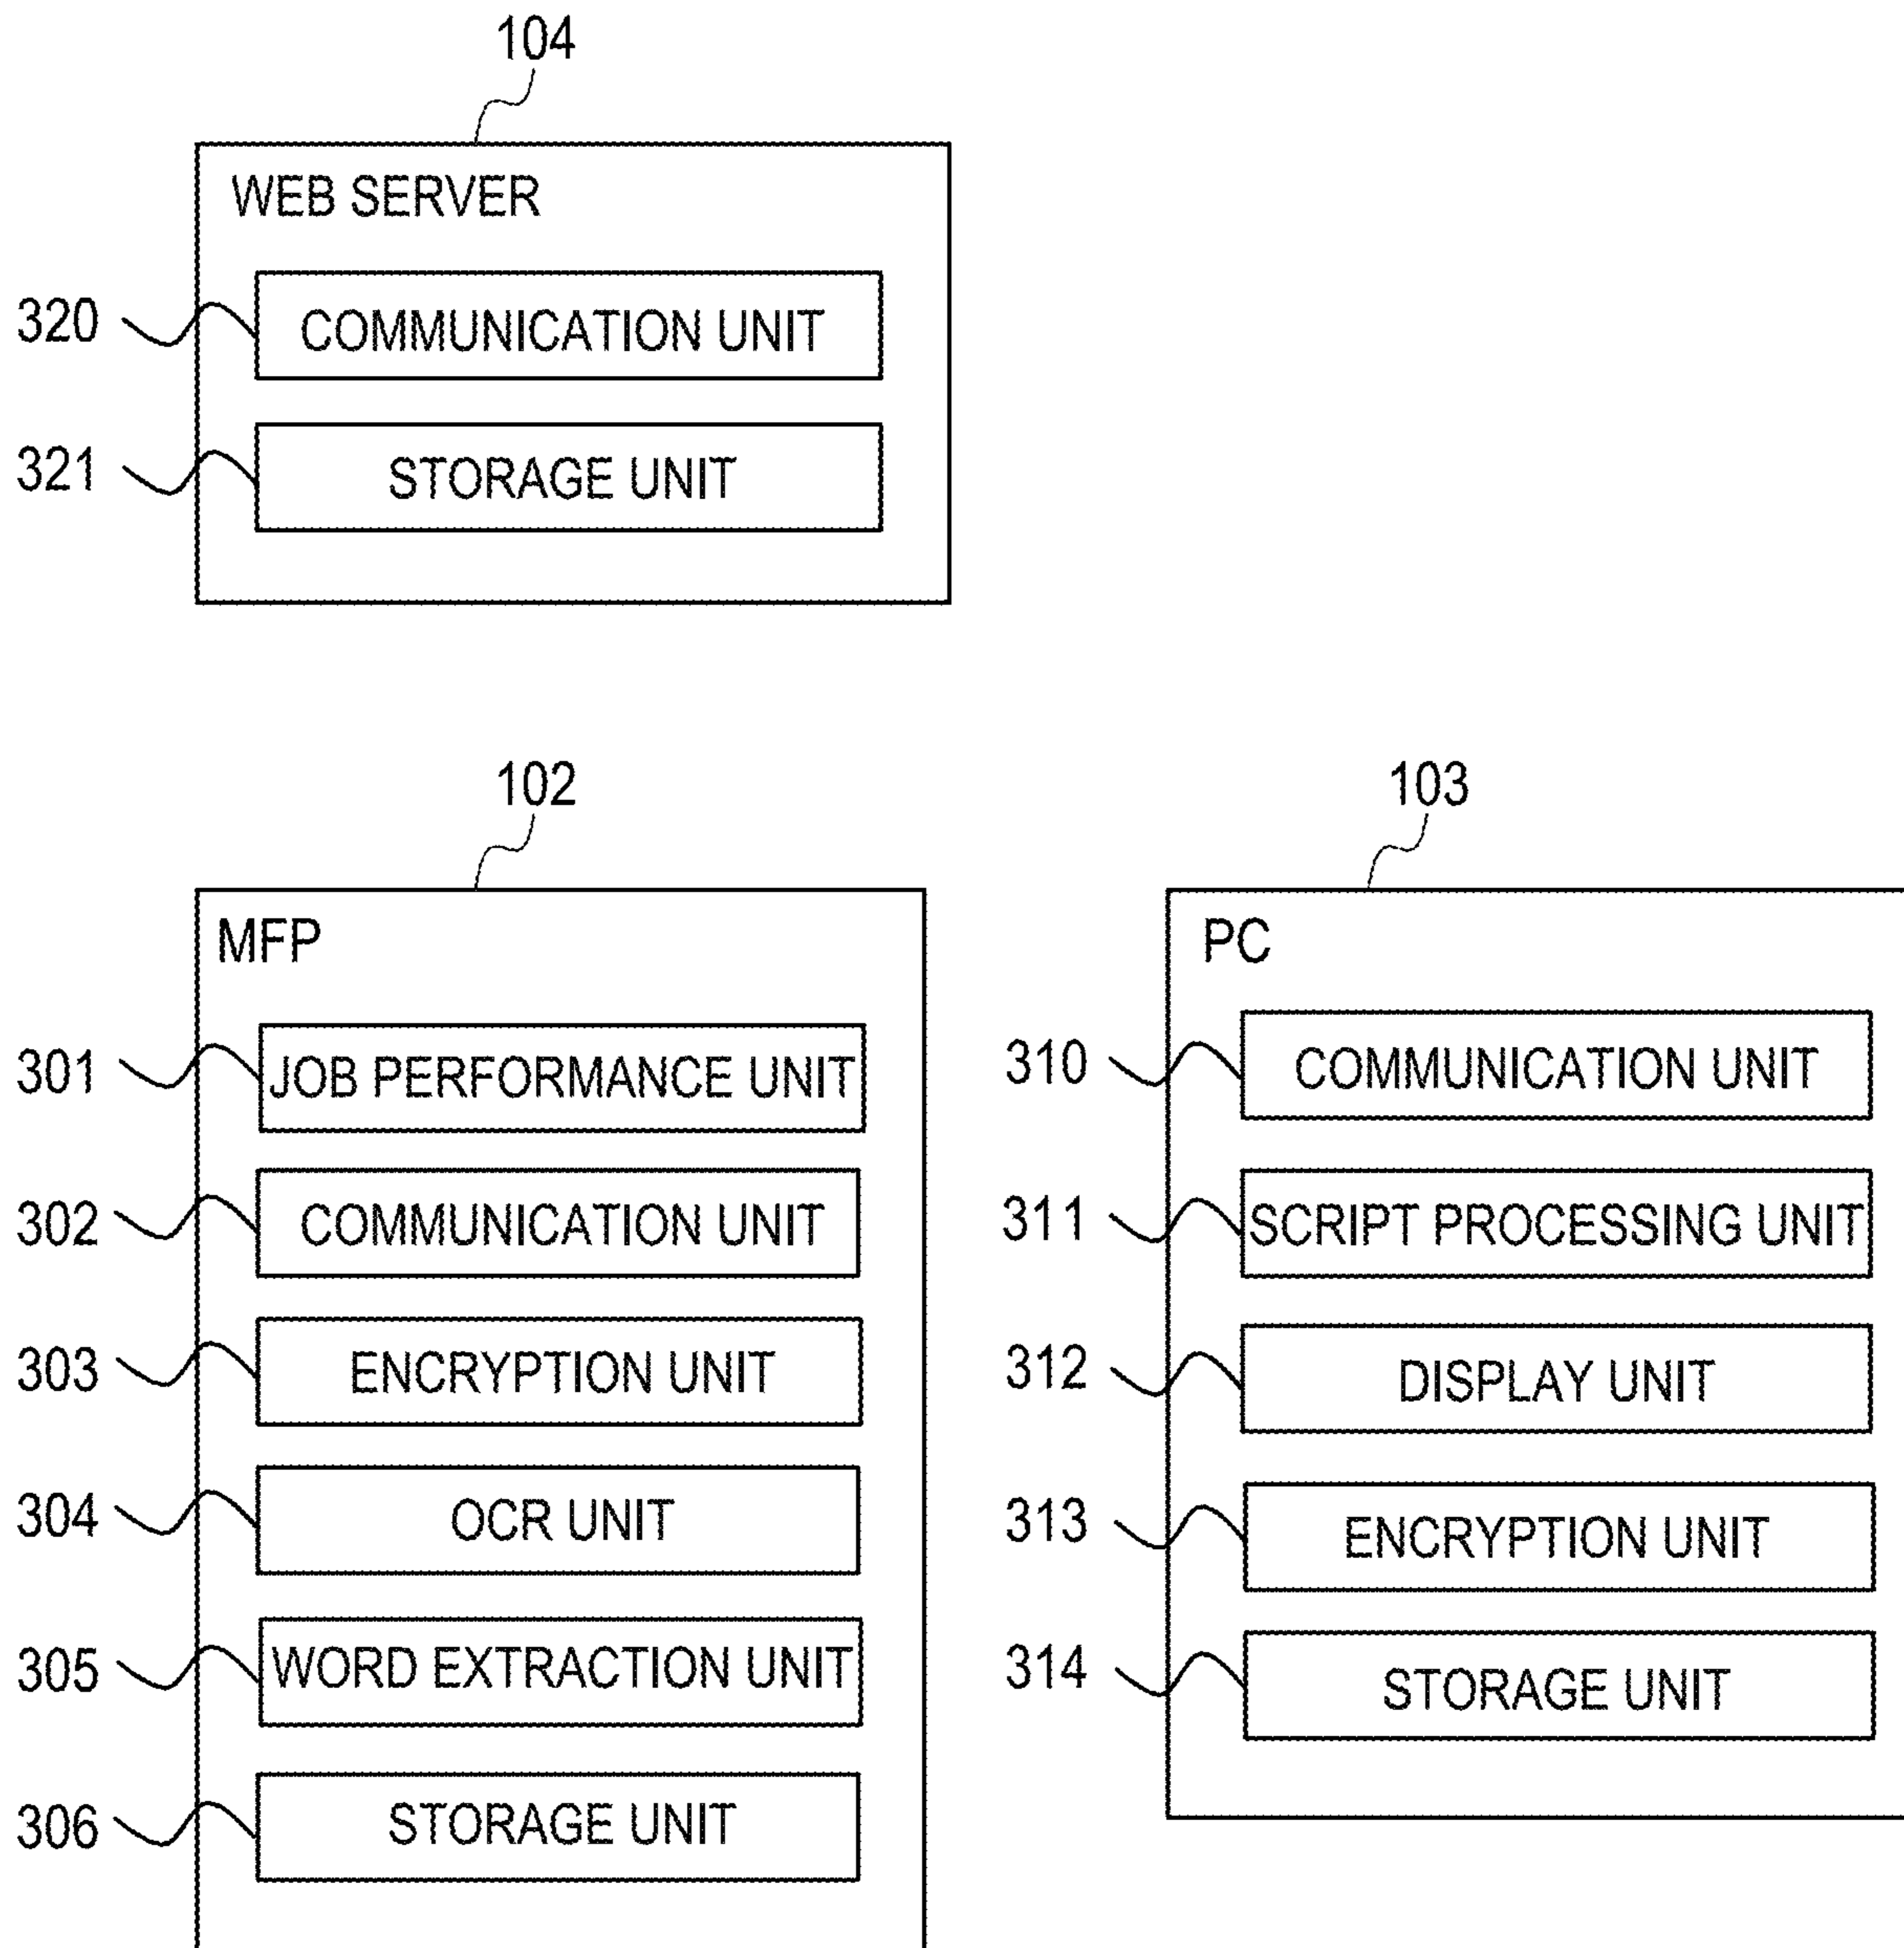 104
WEB SERVER
320
COMMUNICATION UNIT
321
STORAGE UNIT
102
MFP
301
JOB PERFORMANCE UNIT
302
COMMUNICATION UNIT
303
ENCRYPTION UNIT
304
OCR UNIT
305
WORD EXTRACTION UNIT
306
STORAGE UNIT
103
PC
310
COMMUNICATION UNIT
311
SCRIPT PROCESSING UNIT
312
DISPLAY UNIT
313
ENCRYPTION UNIT
314
STORAGE UNIT